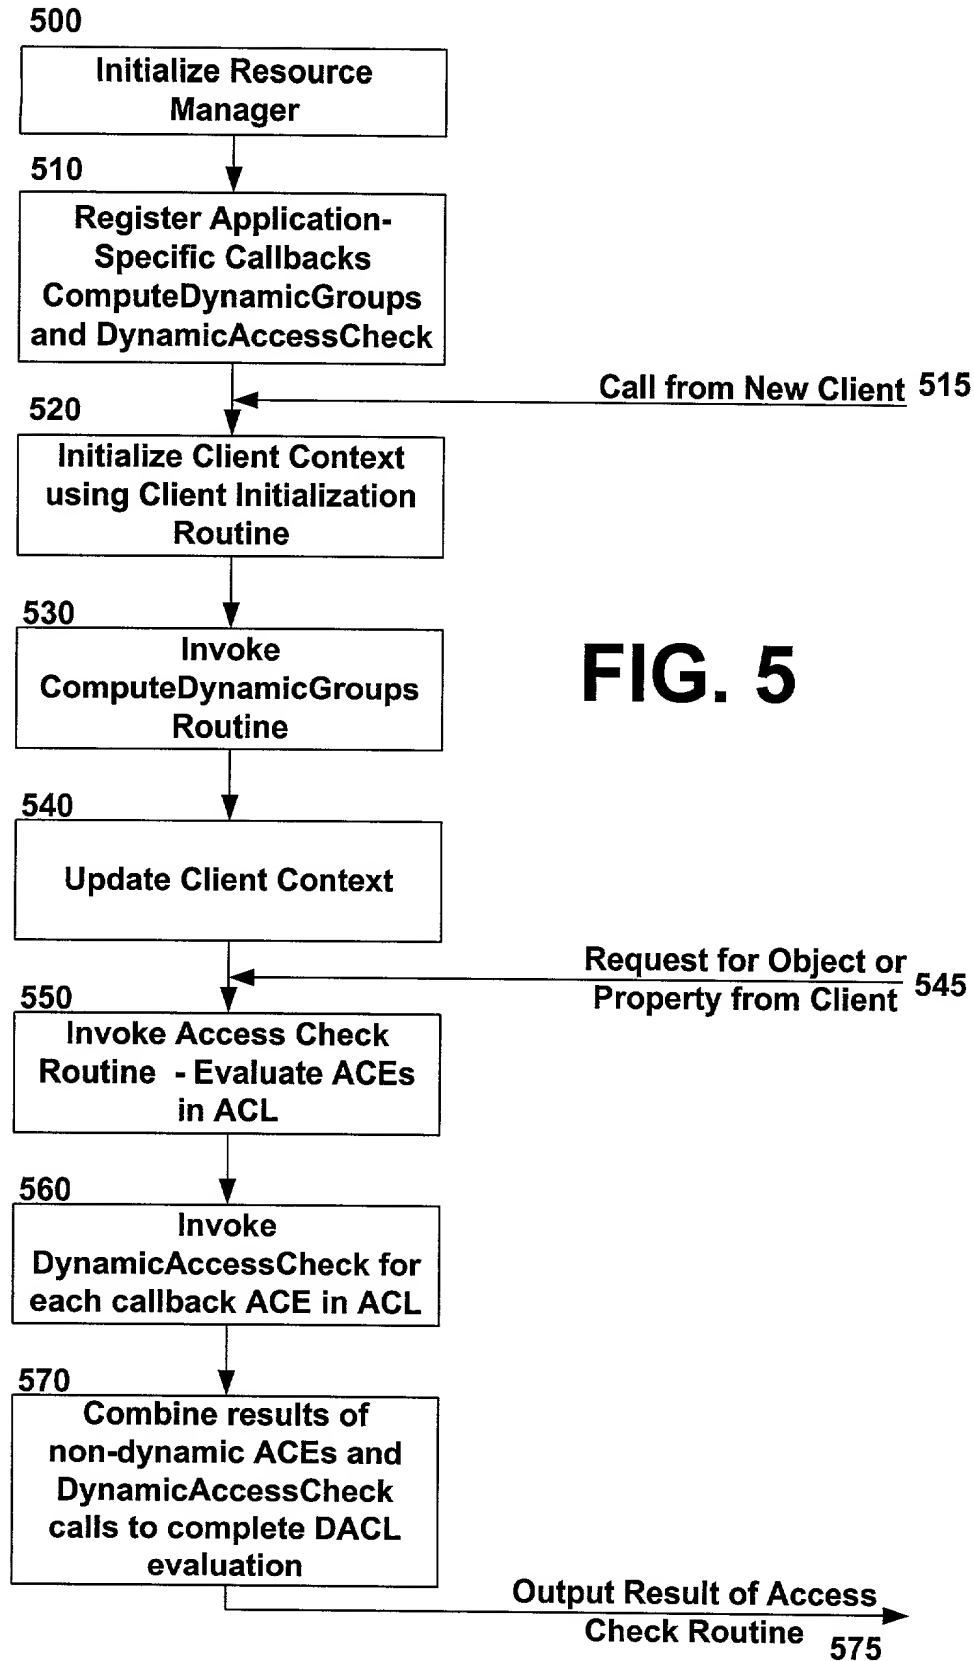 500
Initialize Resource
Manager
510
Register Application-
Specific Callbacks
ComputeDynamicGroups
and DynamicAccessCheck
Call from New Client 515
520
Initialize Client Context
using Client Initialization
Routine
530
Invoke
ComputeDynamicGroups
Routine
FIG. 5
540
Update Client Context
Request for Object or
Property from Client 545
550
Invoke Access Check
Routine - Evaluate ACEs
in ACL
560
Invoke
DynamicAccessCheck for
each callback ACE in ACL
570
Combine results of
non-dynamic ACEs and
DynamicAccessCheck
calls to complete DACL
evaluation
Output Result of Access
Check Routine 575